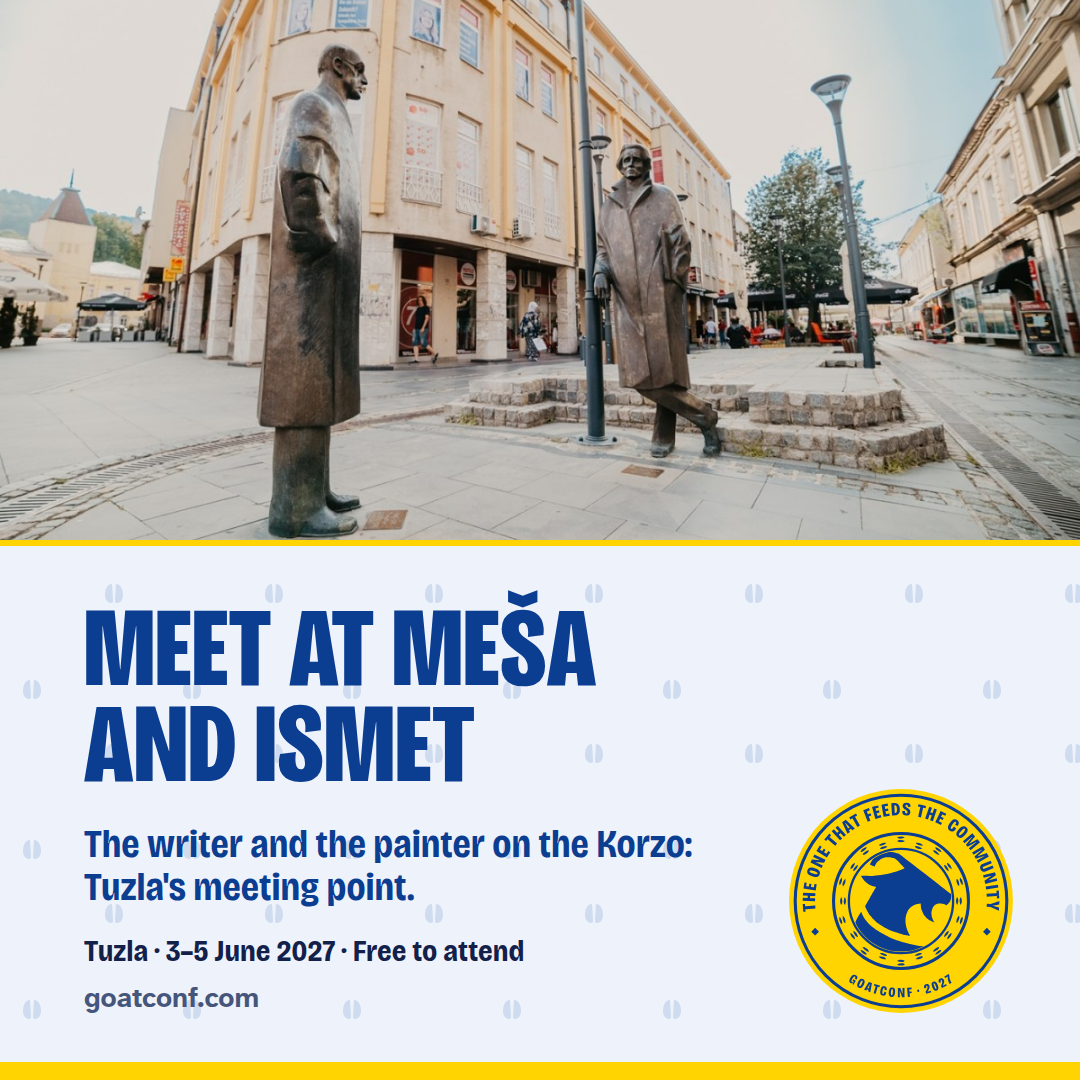 MEET AT MEŠA
AND ISMET
The writer and the painter on the Korzo:
Tuzla's meeting point.
Tuzla · 3–5 June 2027 · Free to attend
goatconf.com
THE ONE THAT FEEDS THE COMMUNITY
GOATCONF · 2027